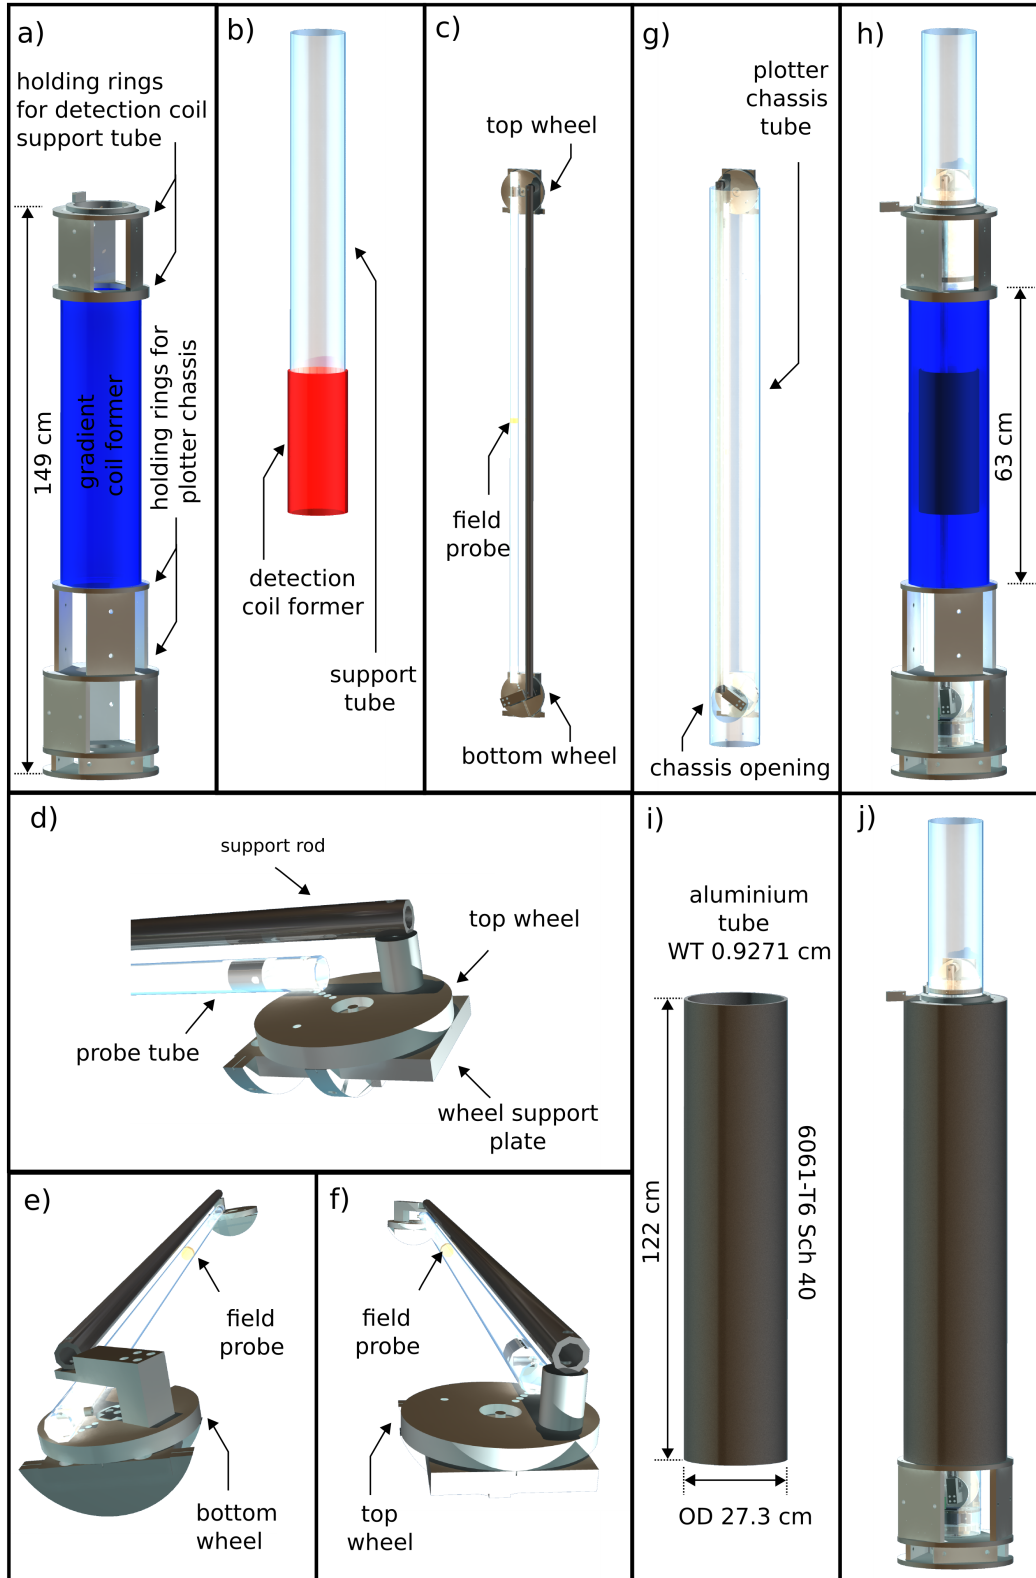 a)
holding rings
for detection coil
support tube
149 cm
gradient
coil former
holding rings for
plotter chassis
b)
detection
coil former
support
tube
c)
top wheel
field
probe
bottom wheel
g)
plotter
chassis
tube
chassis opening
h)
63 cm
d)
support rod
top wheel
probe tube
wheel support
plate
e)
field
probe
bottom
wheel
f)
field
probe
top
wheel
i)
aluminium
tube
WT 0.9271 cm
122 cm
6061-T6 Sch 40
OD 27.3 cm
j)